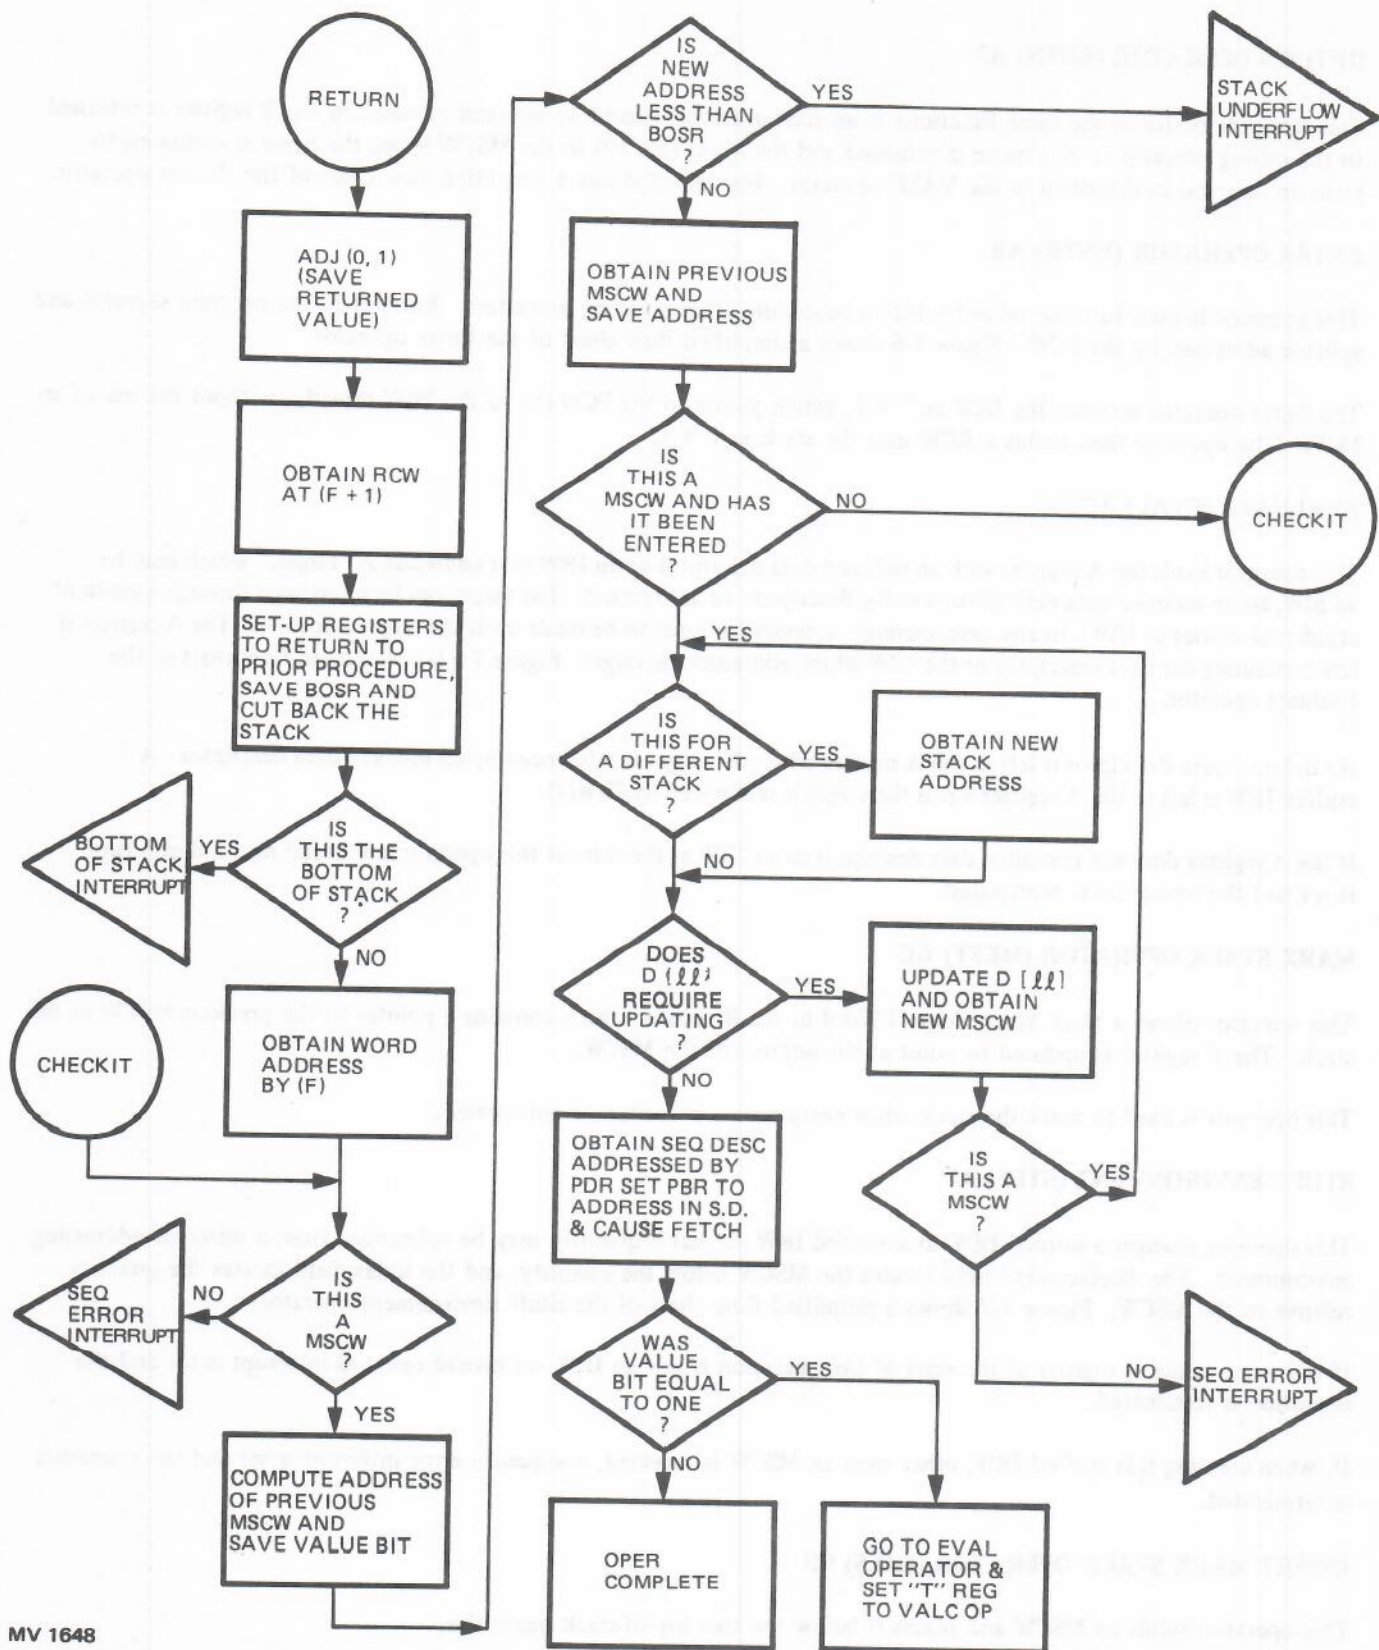 RETURN
ADJ (0, 1)
(SAVE
RETURNED
VALUE)
OBTAIN RCW
AT (F + 1)
SET-UP REGISTERS
TO RETURN TO
PRIOR PROCEDURE,
SAVE BOSR AND
CUT BACK THE
STACK
IS
THIS THE
BOTTOM
OF STACK
?
YES
BOTTOM
OF STACK
INTERRUPT
NO
OBTAIN WORD
ADDRESS
BY (F)
CHECKIT
IS
THIS
A
MSCW
?
NO
SEQ
ERROR
INTERRUPT
YES
COMPUTE ADDRESS
OF PREVIOUS
MSCW AND
SAVE VALUE BIT
IS
NEW
ADDRESS
LESS THAN
BOSR
?
YES
STACK
UNDERFLOW
INTERRUPT
NO
OBTAIN PREVIOUS
MSCW AND
SAVE ADDRESS
IS
THIS A
MSCW AND HAS
IT BEEN
ENTERED
?
NO
CHECKIT
YES
IS
THIS FOR
A DIFFERENT
STACK
?
YES
OBTAIN NEW
STACK
ADDRESS
NO
DOES
D [ℓℓ]
REQUIRE
UPDATING
?
YES
UPDATE D [ℓℓ]
AND OBTAIN
NEW MSCW
NO
IS
THIS A
MSCW
?
YES
NO
SEQ ERROR
INTERRUPT
OBTAIN SEQ DESC
ADDRESSED BY
PDR SET PBR TO
ADDRESS IN S.D.
& CAUSE FETCH
WAS
VALUE
BIT EQUAL
TO ONE
?
YES
NO
OPER
COMPLETE
GO TO EVAL
OPERATOR &
SET "T" REG
TO VALC OP
MV 1648